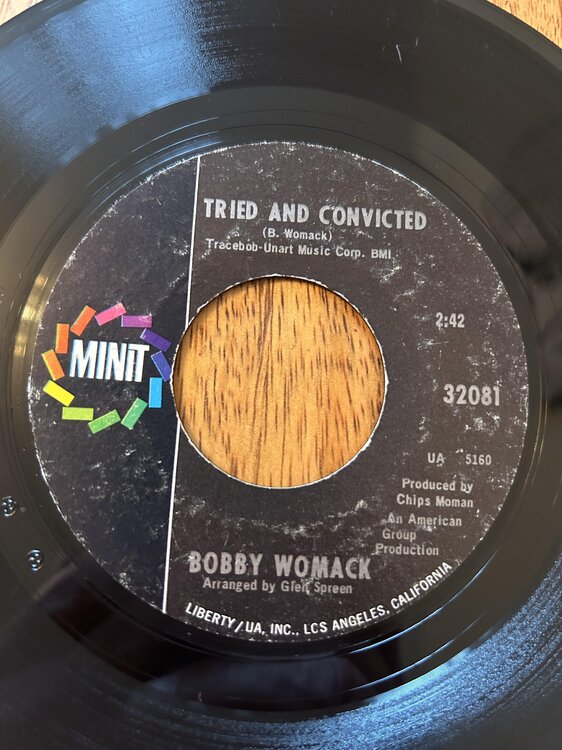 TRIED AND CONVICTED
(B. Womack)
Tracebob-Unart Music Corp. BMI
MINIT
2:42
32081
UA 5160
Produced by
Chips Moman
An American
Group
Production
BOBBY WOMACK
Arranged by Glen Spreen
LIBERTY/UA, INC., LOS ANGELES, CALIFORNIA